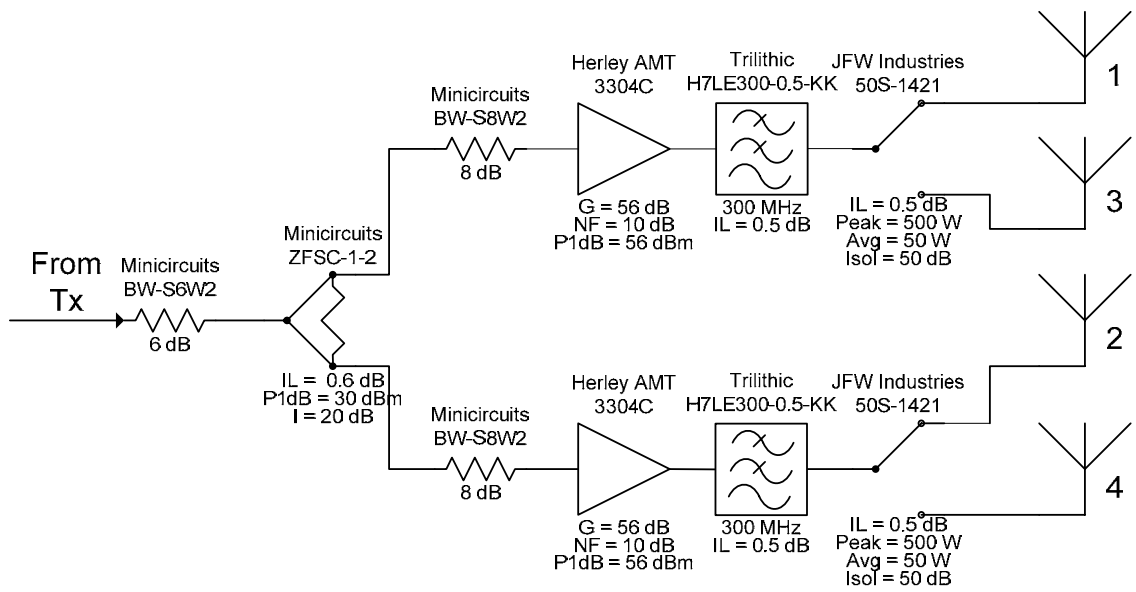 From
Tx
Minicircuits
BW-S6W2
6 dB
Minicircuits
ZFSC-1-2
IL = 0.6 dB
P1dB = 30 dBm
I = 20 dB
Minicircuits
BW-S8W2
8 dB
Herley AMT
3304C
G = 56 dB
NF = 10 dB
P1dB = 56 dBm
Trilithic
H7LE300-0.5-KK
300 MHz
IL = 0.5 dB
JFW Industries
50S-1421
IL = 0.5 dB
Peak = 500 W
Avg = 50 W
Isol = 50 dB
1
3
Minicircuits
BW-S8W2
8 dB
Herley AMT
3304C
G = 56 dB
NF = 10 dB
P1dB = 56 dBm
Trilithic
H7LE300-0.5-KK
300 MHz
IL = 0.5 dB
JFW Industries
50S-1421
IL = 0.5 dB
Peak = 500 W
Avg = 50 W
Isol = 50 dB
2
4